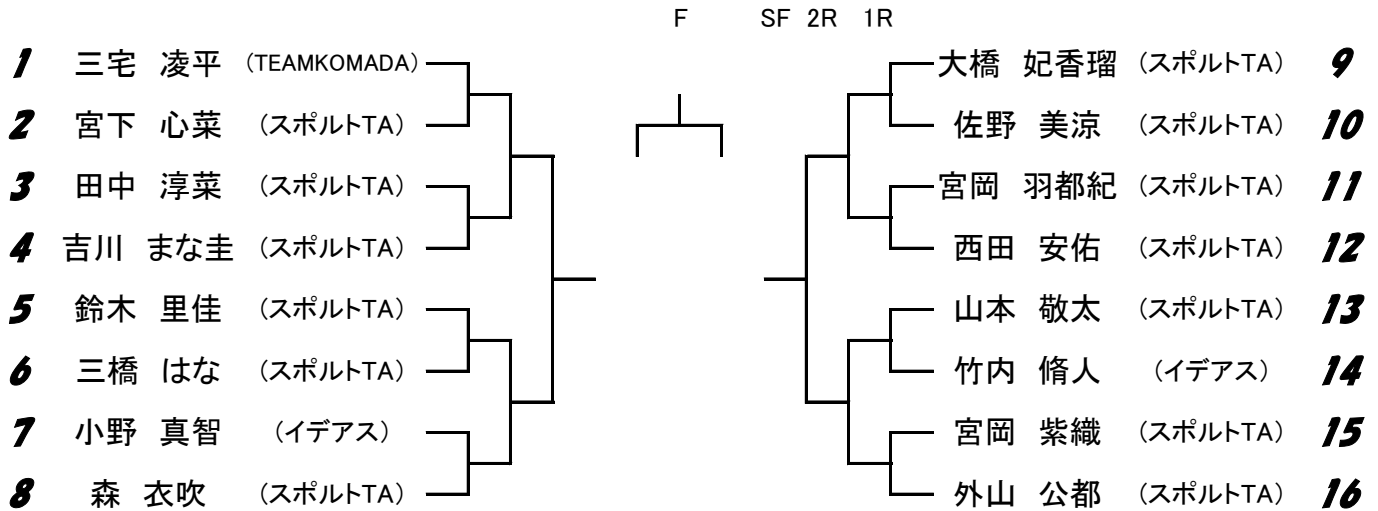 F SF 2R 1R
1 三宅 凌平 (TEAMKOMADA) 大橋 妃香瑠 (スポルトTA) 9
2 宮下 心菜 (スポルトTA) 佐野 美涼 (スポルトTA) 10
3 田中 淳菜 (スポルトTA) 宮岡 羽都紀 (スポルトTA) 11
4 吉川 まな圭 (スポルトTA) 西田 安佑 (スポルトTA) 12
5 鈴木 里佳 (スポルトTA) 山本 敬太 (スポルトTA) 13
6 三橋 はな (スポルトTA) 竹内 脩人 (イデアス) 14
7 小野 真智 (イデアス) 宮岡 紫織 (スポルトTA) 15
8 森 衣吹 (スポルトTA) 外山 公都 (スポルトTA) 16